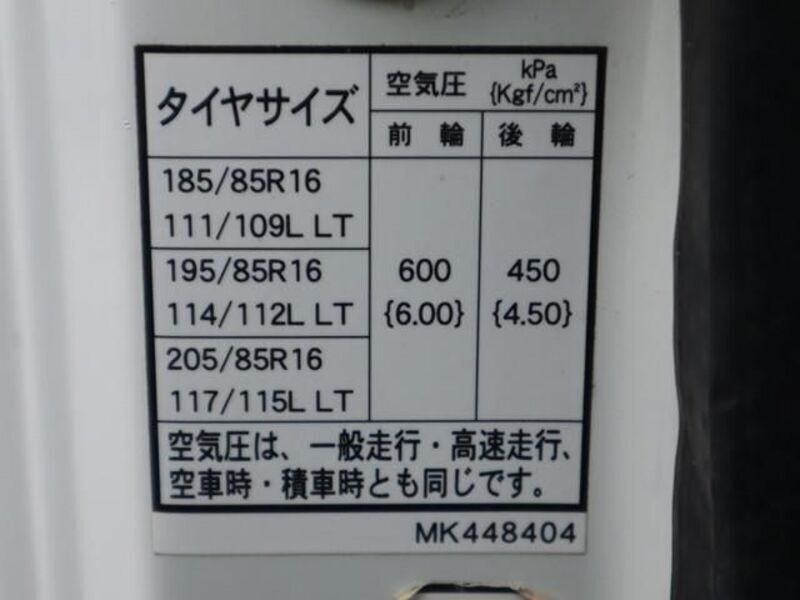 タイヤサイズ
空気圧 kPa
{Kgf/cm²}
前輪 後輪
185/85R16
111/109L LT
195/85R16
114/112L LT
205/85R16
117/115L LT
600 450
{6.00} {4.50}
空気圧は、一般走行・高速走行、
空車時・積車時とも同じです。
MK448404